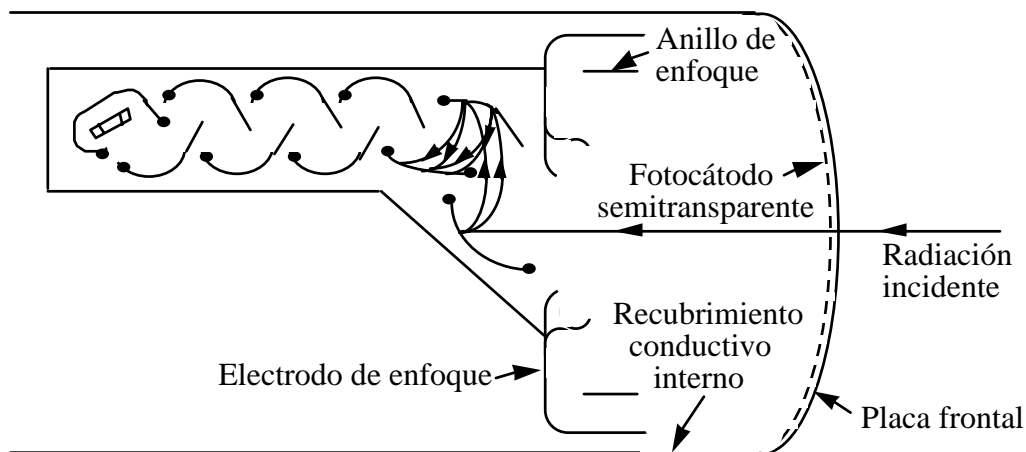 Anillo de
enfoque
Fotocátodo
semitransparente
Radiación
incidente
Recubrimiento
conductivo
interno
Electrodo de enfoque
Placa frontal